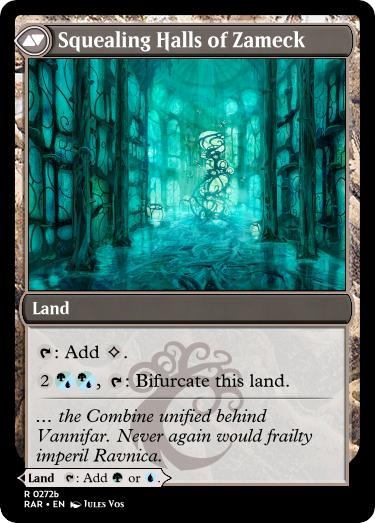 Squealing Halls of Zameck
Land
: Add .
2 , : Bifurcate this land.
… the Combine unified behind
Vannifar. Never again would frailty
imperil Ravnica.
Land : Add or .
R 0272b
RAR • EN Jules Vos